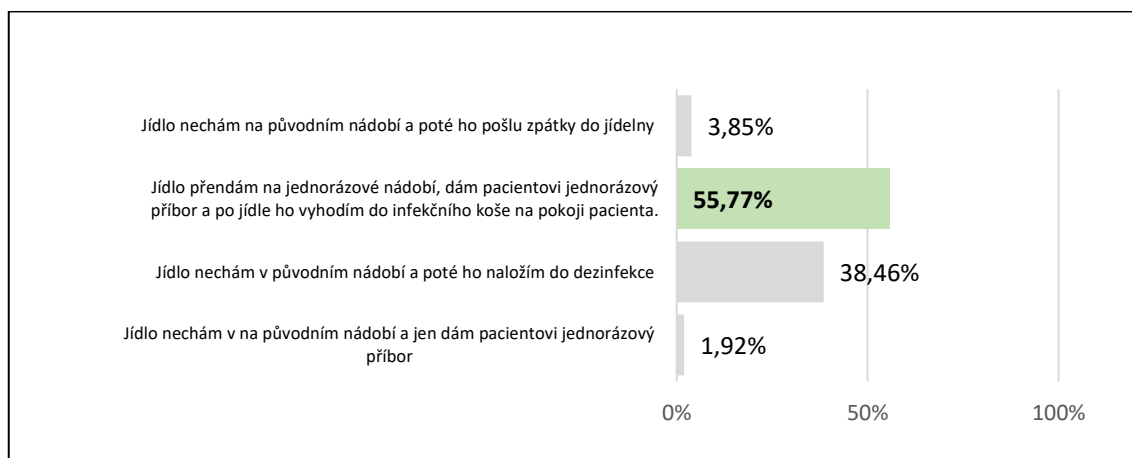 Jídlo nechám na původním nádobí a poté ho pošlu zpátky do jídelny
3,85%
Jídlo přendám na jednorázové nádobí, dám pacientovi jednorázový
příbor a po jídle ho vyhodím do infekčního koše na pokoji pacienta.
55,77%
Jídlo nechám v původním nádobí a poté ho naložím do dezinfekce
38,46%
Jídlo nechám v na původním nádobí a jen dám pacientovi jednorázový
příbor
1,92%
0% 50% 100%